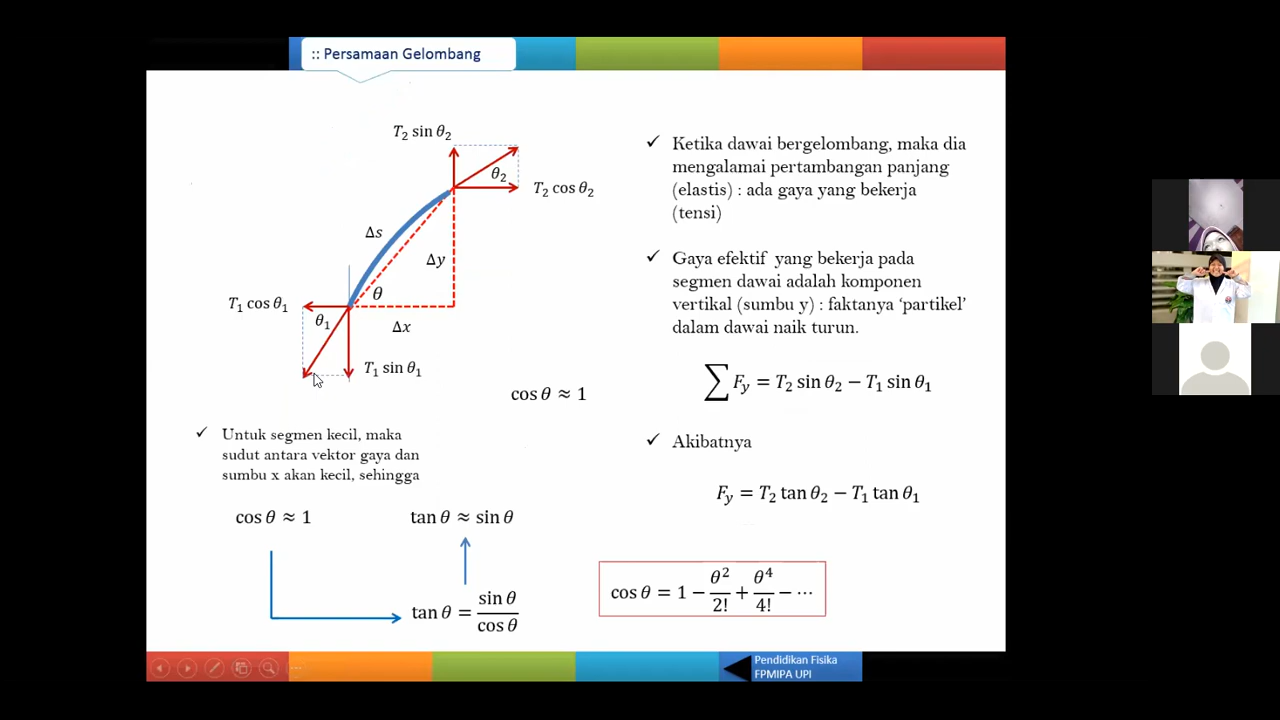 :: Persamaan Gelombang
T₂ sin θ₂
θ₂
T₂ cos θ₂
Δs
Δy
θ
T₁ cos θ₁
θ₁
Δx
T₁ sin θ₁
cos θ ≈ 1
✓ Untuk segmen kecil, maka
sudut antara vektor gaya dan
sumbu x akan kecil, sehingga
cos θ ≈ 1
tan θ ≈ sin θ
tan θ = sin θ / cos θ
✓ Ketika dawai bergelombang, maka dia
mengalami pertambangan panjang
(elastis) : ada gaya yang bekerja
(tensi)
✓ Gaya efektif yang bekerja pada
segmen dawai adalah komponen
vertikal (sumbu y) : faktanya ‘partikel’
dalam dawai naik turun.
∑ Fy = T₂ sin θ₂ − T₁ sin θ₁
✓ Akibatnya
Fy = T₂ tan θ₂ − T₁ tan θ₁
cos θ = 1 − θ²/2! + θ⁴/4! − ⋯
Pendidikan Fisika
FPMIPA UPI